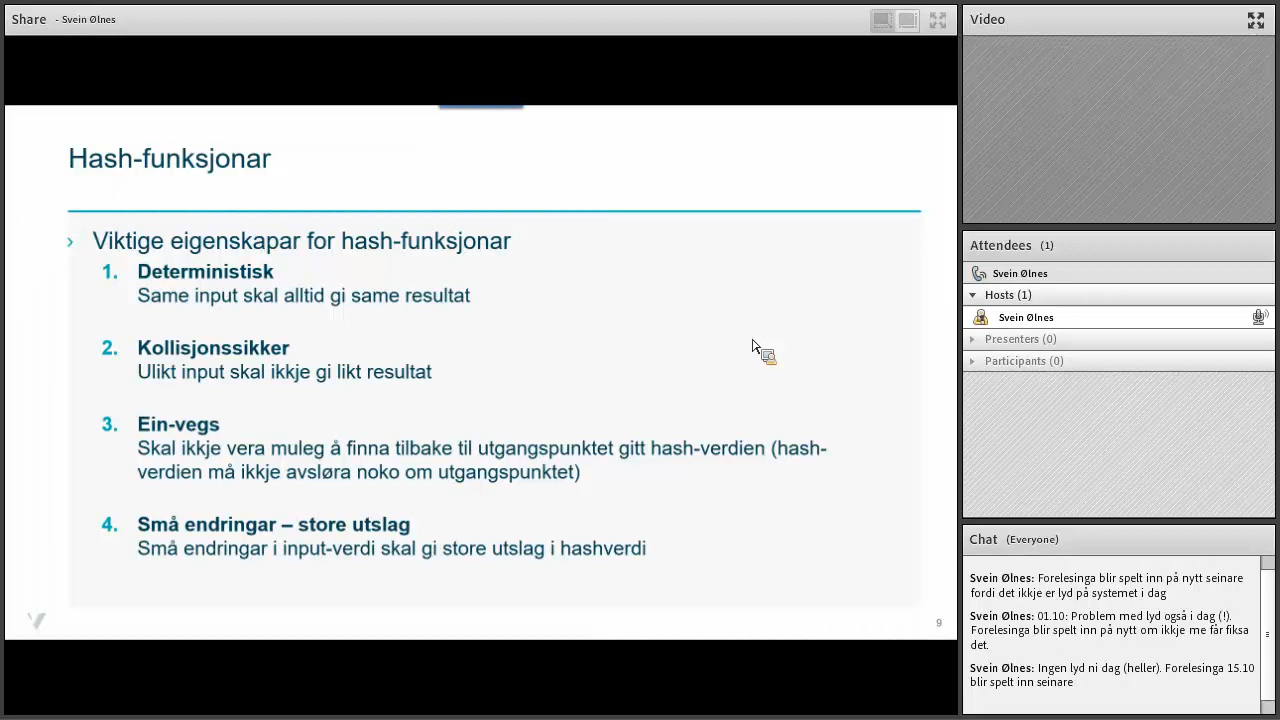 Share - Svein Ølnes
Hash-funksjonar
› Viktige eigenskapar for hash-funksjonar
1. Deterministisk
Same input skal alltid gi same resultat
2. Kollisjonssikker
Ulikt input skal ikkje gi likt resultat
3. Ein-vegs
Skal ikkje vera muleg å finna tilbake til utgangspunktet gitt hash-verdien (hash-
verdien må ikkje avsløra noko om utgangspunktet)
4. Små endringar – store utslag
Små endringar i input-verdi skal gi store utslag i hashverdi
9
Video
Attendees (1)
Svein Ølnes
Hosts (1)
Svein Ølnes
Presenters (0)
Participants (0)
Chat (Everyone)
Svein Ølnes: Forelesinga blir spelt inn på nytt seinare
fordi det ikkje er lyd på systemet i dag
Svein Ølnes: 01.10: Problem med lyd også i dag (!).
Forelesinga blir spelt inn på nytt om ikkje me får fiksa
det.
Svein Ølnes: Ingen lyd ni dag (heller). Forelesinga 15.10
blir spelt inn seinare